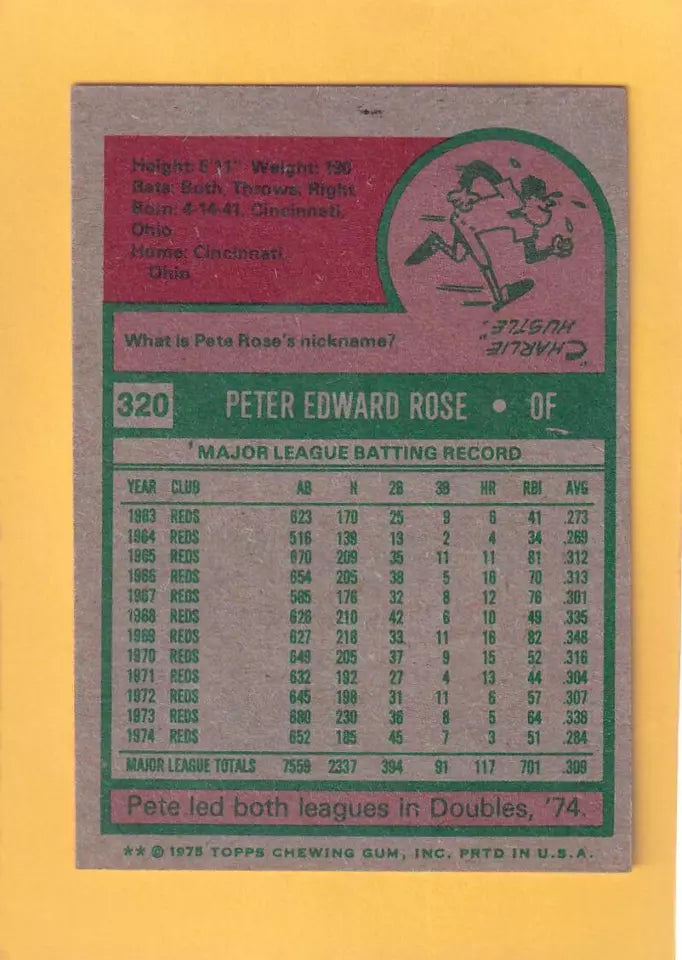 Height: 5'11" Weight: 190
Bats: Both Throws: Right
Born: 4-14-41, Cincinnati,
Ohio
Home: Cincinnati,
Ohio
What is Pete Rose's nickname?
"CHARLIE
HUSTLE."
320 PETER EDWARD ROSE • OF
MAJOR LEAGUE BATTING RECORD
YEAR CLUB AB H 2B 3B HR RBI AVG
1963 REDS 623 170 25 9 6 41 .273
1964 REDS 516 139 13 2 4 34 .269
1965 REDS 670 209 35 11 11 81 .312
1966 REDS 654 205 38 5 16 70 .313
1967 REDS 585 176 32 8 12 76 .301
1968 REDS 626 210 42 6 10 49 .335
1969 REDS 627 218 33 11 16 82 .348
1970 REDS 649 205 37 9 15 52 .316
1971 REDS 632 192 27 4 13 44 .304
1972 REDS 645 198 31 11 6 57 .307
1973 REDS 680 230 36 8 5 64 .338
1974 REDS 652 185 45 7 3 51 .284
MAJOR LEAGUE TOTALS 7559 2337 394 91 117 701 .309
Pete led both leagues in Doubles, '74.
** © 1975 TOPPS CHEWING GUM, INC. PRTD IN U.S.A.